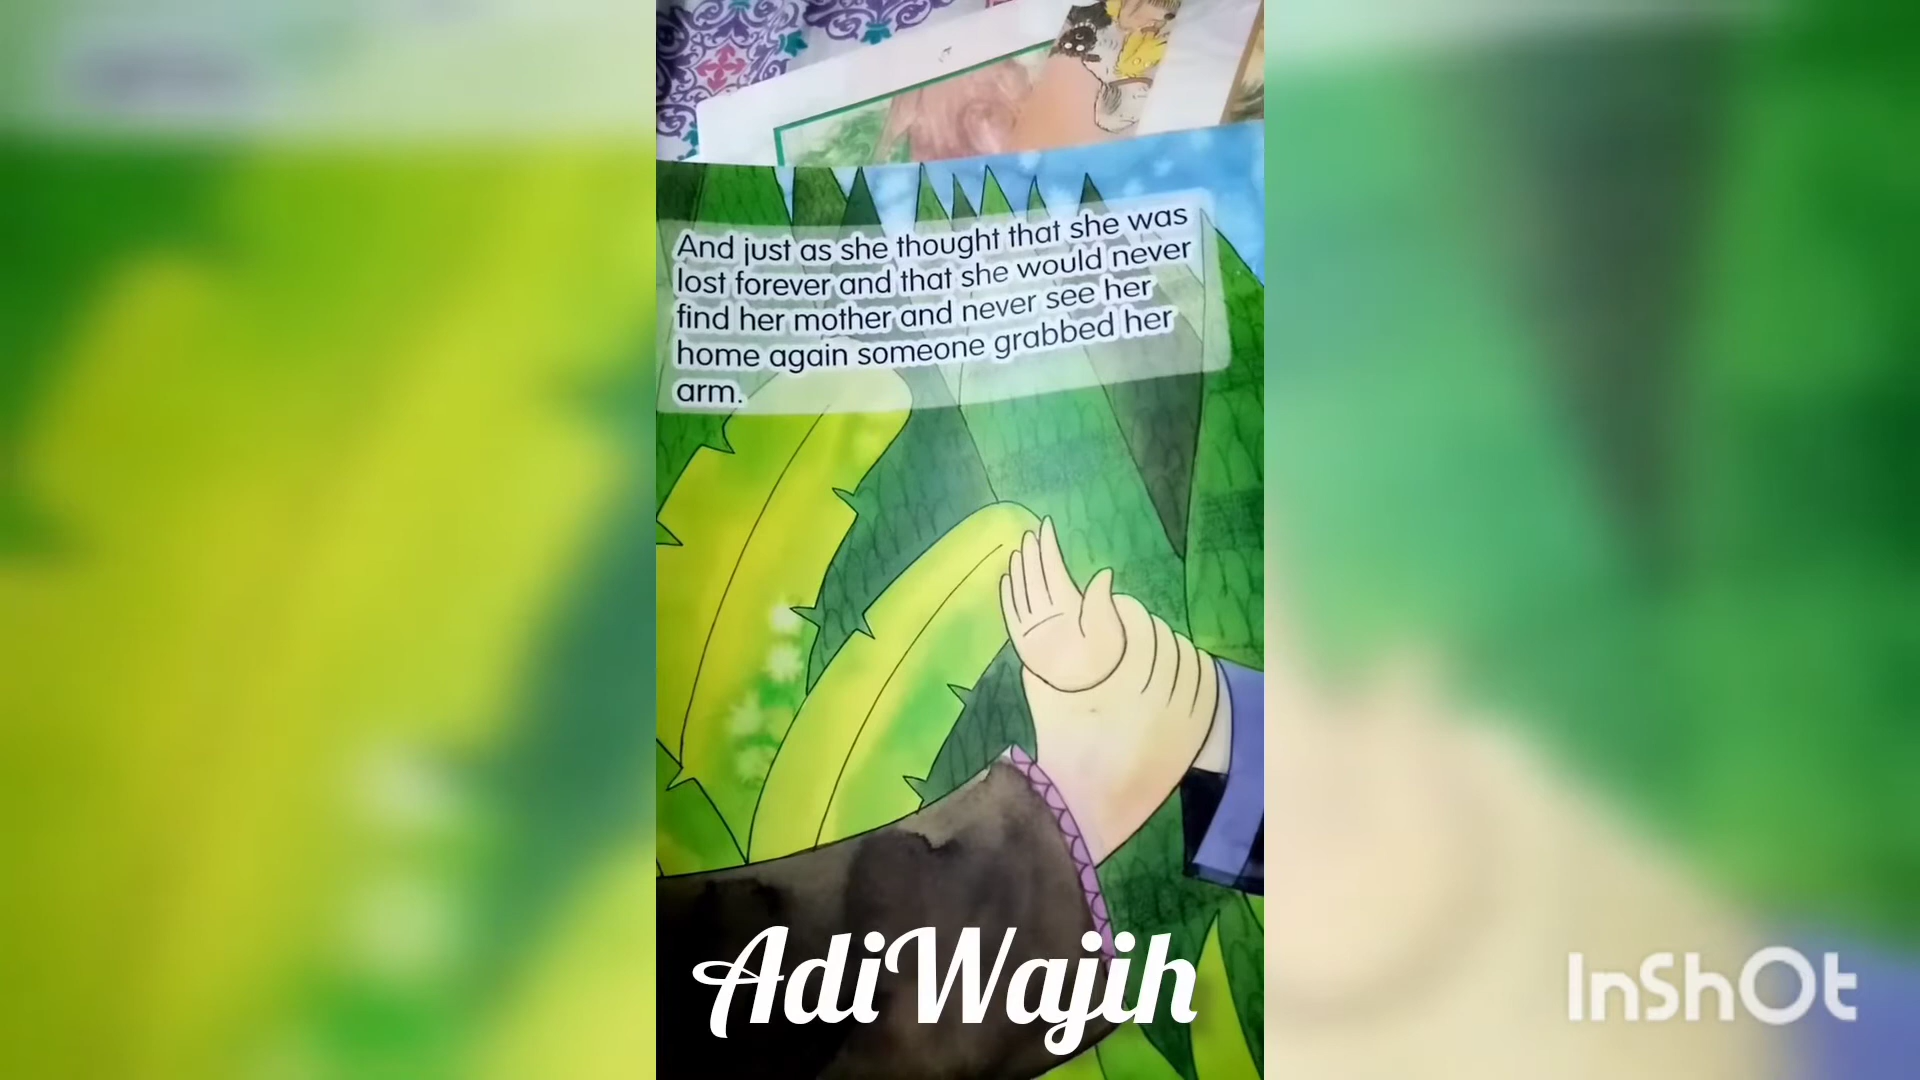 And just as she thought that she was
lost forever and that she would never
find her mother and never see her
home again someone grabbed her
arm.
AdiWajih
InShOt